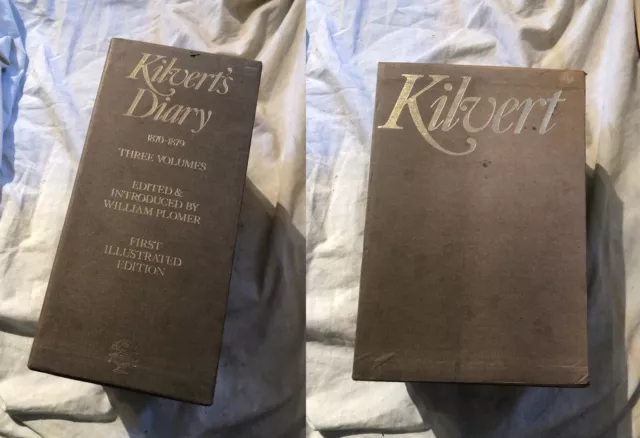 Kilvert's
Diary
1870-1879
THREE VOLUMES
EDITED &
INTRODUCED BY
WILLIAM PLOMER
FIRST
ILLUSTRATED
EDITION
Kilvert